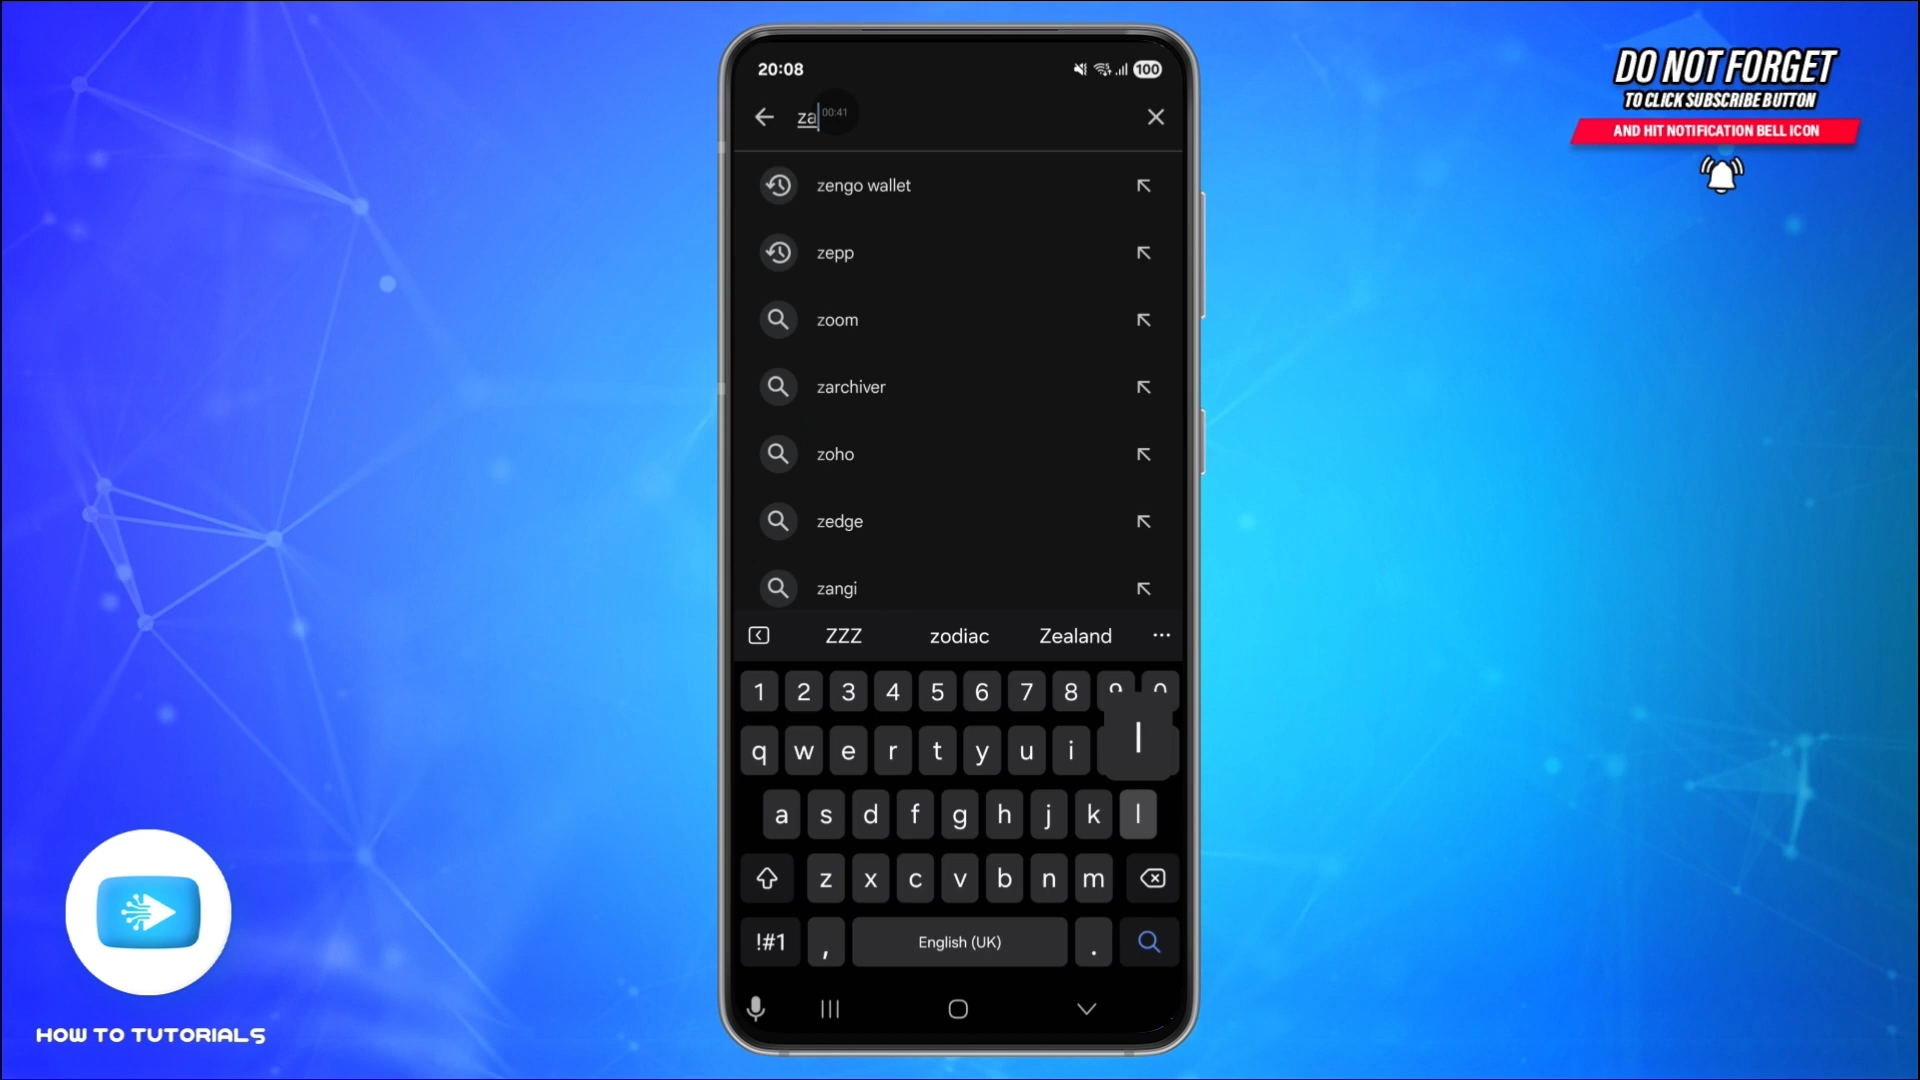 20:08
100
za
00:41
zengo wallet
zepp
zoom
zarchiver
zoho
zedge
zangi
ZZZ zodiac Zealand
1 2 3 4 5 6 7 8 9 0
q w e r t y u i l
a s d f g h j k l
z x c v b n m
!#1 , English (UK) .
DO NOT FORGET
TO CLICK SUBSCRIBE BUTTON
AND HIT NOTIFICATION BELL ICON
HOW TO TUTORIALS